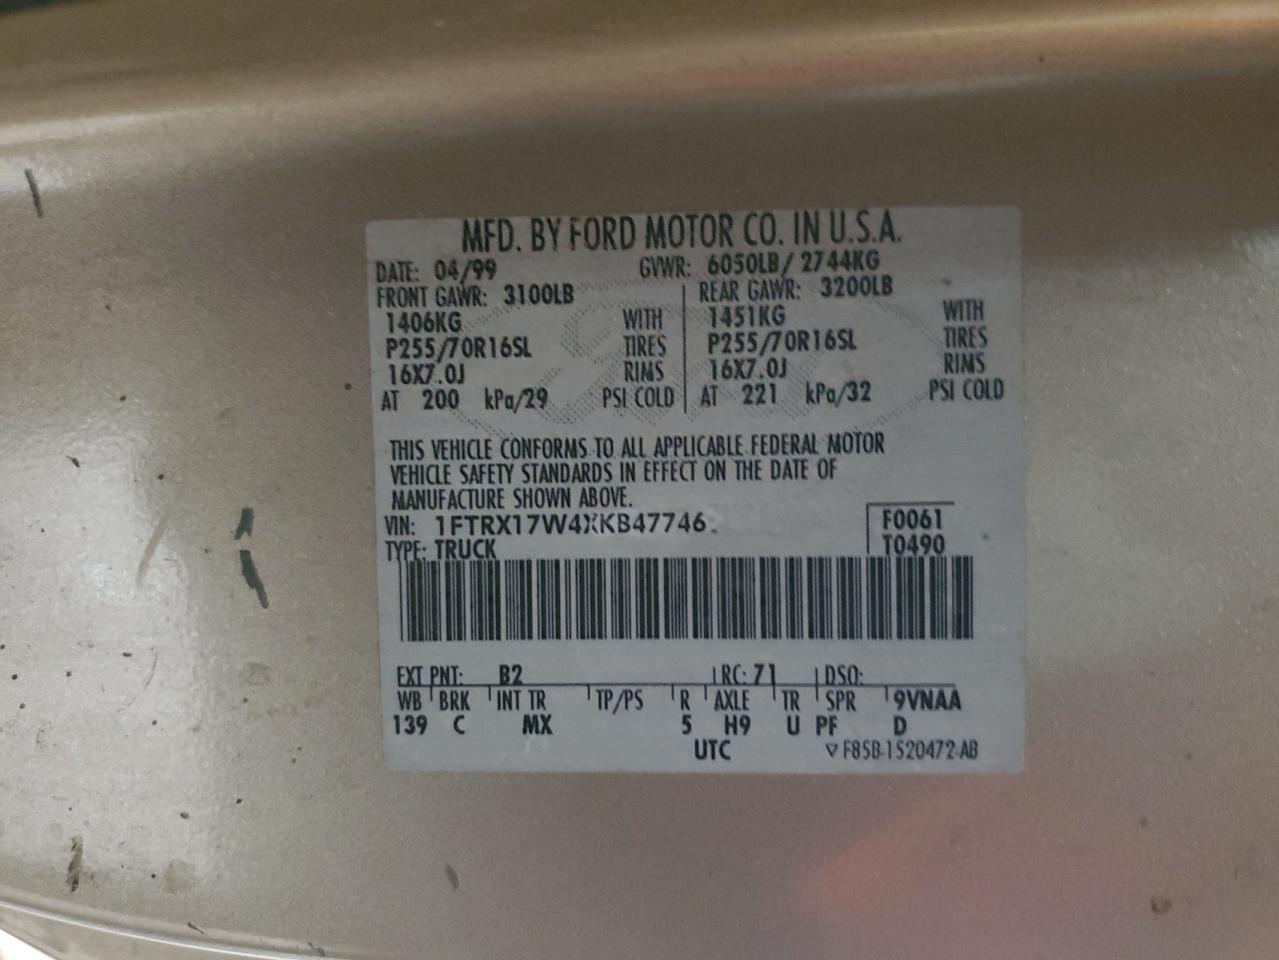 MFD. BY FORD MOTOR CO. IN U.S.A.
DATE: 04/99 GVWR: 6050LB/ 2744KG
FRONT GAWR: 3100LB REAR GAWR: 3200LB
1406KG WITH 1451KG WITH
P255/70R16SL TIRES P255/70R16SL TIRES
16X7.0J RIMS 16X7.0J RIMS
AT 200 kPa/29 PSI COLD AT 221 kPa/32 PSI COLD
THIS VEHICLE CONFORMS TO ALL APPLICABLE FEDERAL MOTOR
VEHICLE SAFETY STANDARDS IN EFFECT ON THE DATE OF
MANUFACTURE SHOWN ABOVE.
VIN: 1FTRX17W4XKB47746 F0061
TYPE: TRUCK T0490
EXT PNT: B2 RC: 71 DSO:
WB BRK INT TR TP/PS R AXLE TR SPR 9VNAA
139 C MX 5 H9 U PF D
UTC ▽ F85B-1520472-AB